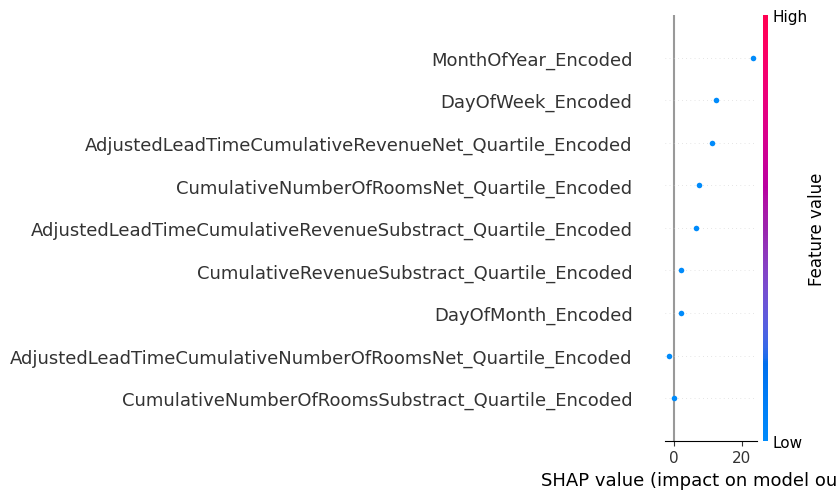 High
MonthOfYear_Encoded
DayOfWeek_Encoded
AdjustedLeadTimeCumulativeRevenueNet_Quartile_Encoded
CumulativeNumberOfRoomsNet_Quartile_Encoded
AdjustedLeadTimeCumulativeRevenueSubstract_Quartile_Encoded
CumulativeRevenueSubstract_Quartile_Encoded
DayOfMonth_Encoded
AdjustedLeadTimeCumulativeNumberOfRoomsNet_Quartile_Encoded
CumulativeNumberOfRoomsSubstract_Quartile_Encoded
Feature value
Low
0 20
SHAP value (impact on model ou